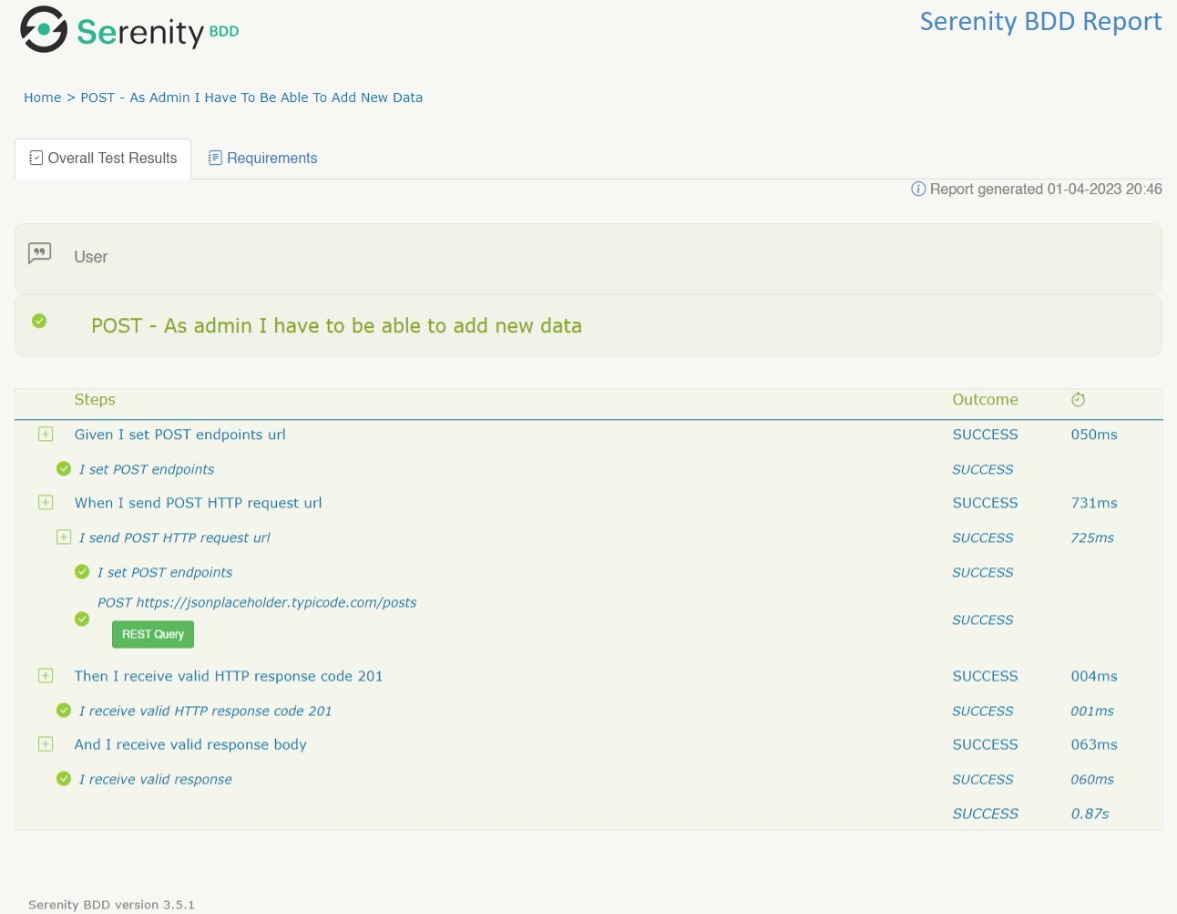 Serenity BDD
Serenity BDD Report
Home > POST - As Admin I Have To Be Able To Add New Data
Overall Test Results
Requirements
Report generated 01-04-2023 20:46
User
POST - As admin I have to be able to add new data
Steps Outcome
Given I set POST endpoints url SUCCESS 050ms
I set POST endpoints SUCCESS
When I send POST HTTP request url SUCCESS 731ms
I send POST HTTP request url SUCCESS 725ms
I set POST endpoints SUCCESS
POST https://jsonplaceholder.typicode.com/posts
SUCCESS
REST Query
Then I receive valid HTTP response code 201 SUCCESS 004ms
I receive valid HTTP response code 201 SUCCESS 001ms
And I receive valid response body SUCCESS 063ms
I receive valid response SUCCESS 060ms
SUCCESS 0.87s
Serenity BDD version 3.5.1